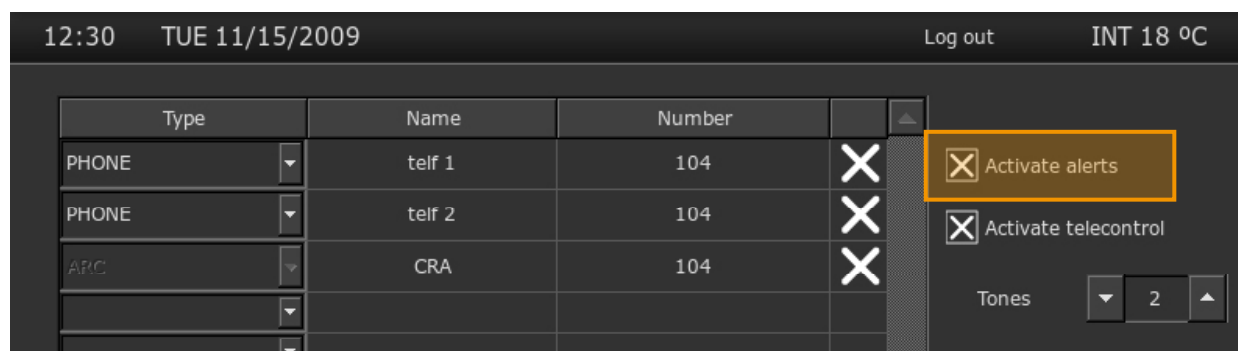 12:30 TUE 11/15/2009 Log out INT 18 ºC
Type Name Number
PHONE telf 1 104
Activate alerts
PHONE telf 2 104
Activate telecontrol
ARC CRA 104
Tones 2